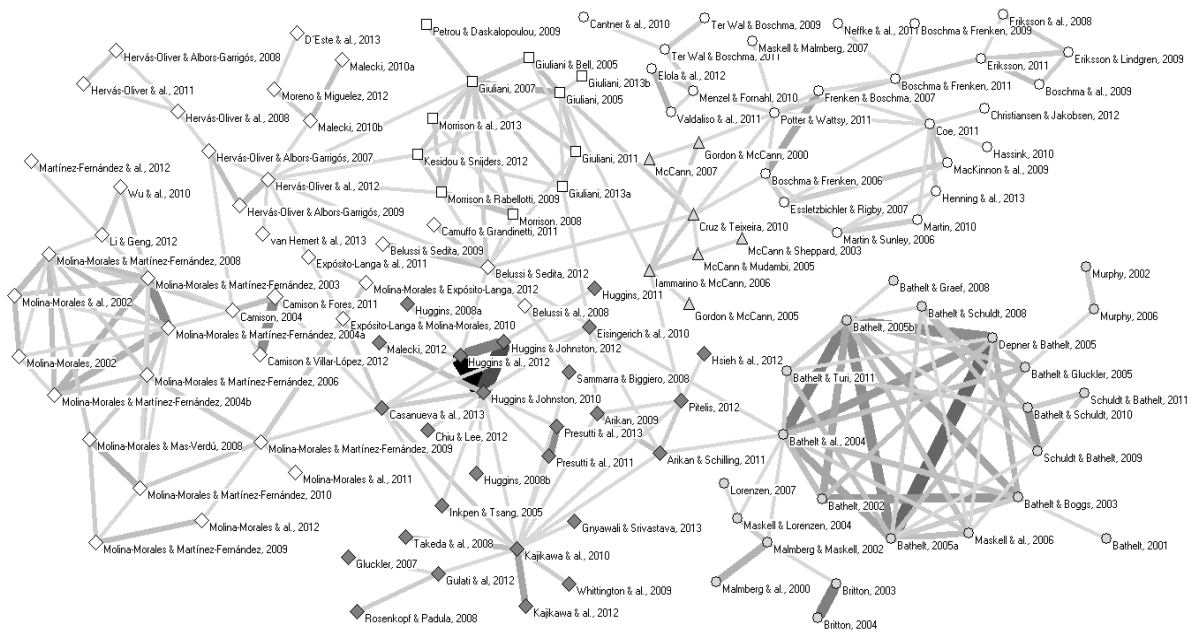 Petrou & Daskalopoulou, 2009
Cantner & al., 2010
Ter Wal & Boschma, 2009
Neffke & al., 2011
Boschma & Frenken, 2009
Friksson & al., 2008
D'Este & al., 2013
Hervás-Oliver & Albors-Garrigós, 2008
Malecki, 2010a
Giuliani & Bell, 2005
Ter Wal & Boschma, 2011
Maskell & Malmberg, 2007
Eriksson, 2011
Eriksson & Lindgren, 2009
Hervás-Oliver & al., 2011
Moreno & Miguelez, 2012
Giuliani, 2007
Giuliani, 2013b
Elola & al., 2012
Giuliani, 2005
Menzel & Fornahl, 2010
Frenken & Boschma, 2007
Boschma & Frenken, 2011
Boschma & al., 2009
Hervás-Oliver & al., 2008
Malecki, 2010b
Morrison & al., 2013
Valdaliso & al., 2011
Potter & Wattsy, 2011
Christiansen & Jakobsen, 2012
Coe, 2011
Hervás-Oliver & Albors-Garrigós, 2007
Kesidou & Snijders, 2012
Giuliani, 2011
Gordon & McCann, 2000
Hassink, 2010
Martínez-Fernández & al., 2012
McCann, 2007
MacKinnon & al., 2009
Wu & al., 2010
Hervás-Oliver & al., 2012
Morrison & Rabellotti, 2009
Giuliani, 2013a
Boschma & Frenken, 2006
Henning & al., 2013
Hervás-Oliver & Albors-Garrigós, 2009
Morrison, 2008
Essletzbichler & Rigby, 2007
Camuffo & Grandinetti, 2011
Cruz & Teixeira, 2010
Martin, 2010
Li & Geng, 2012
van Hemert & al., 2013
Belussi & Sedita, 2009
McCann & Sheppard, 2003
Martin & Sunley, 2006
Molina-Morales & Martínez-Fernández, 2008
Expósito-Langa & al., 2011
Belussi & Sedita, 2012
McCann & Mudambi, 2005
Murphy, 2002
Molina-Morales & Martínez-Fernández, 2003
Molina-Morales & Expósito-Langa, 2012
Huggins, 2011
Iammarino & McCann, 2006
Bathelt & Graef, 2008
Molina-Morales & al., 2002
Camison & Fores, 2011
Huggins, 2008a
Belussi & al., 2008
Gordon & McCann, 2005
Bathelt & Schuldt, 2008
Murphy, 2006
Camison, 2004
Expósito-Langa & Molina-Morales, 2010
Eisingerich & al., 2010
Bathelt, 2005b
Molina-Morales & Martínez-Fernández, 2004a
Malecki, 2012
Huggins & Johnston, 2012
Depner & Bathelt, 2005
Molina-Morales, 2002
Camison & Villar-López, 2012
Huggins & al., 2012
Hsieh & al., 2012
Bathelt & Gluckler, 2005
Molina-Morales & Martínez-Fernández, 2006
Sammarra & Biggiero, 2008
Bathelt & Turi, 2011
Molina-Morales & Martínez-Fernández, 2004b
Huggins & Johnston, 2010
Pitelis, 2012
Schuldt & Bathelt, 2011
Casanueva & al., 2013
Arikan, 2009
Bathelt & Schuldt, 2010
Molina-Morales & Mas-Verdú, 2008
Chiu & Lee, 2012
Presutti & al., 2013
Bathelt & al., 2004
Molina-Morales & Martínez-Fernández, 2009
Presutti & al., 2011
Arikan & Schilling, 2011
Schuldt & Bathelt, 2009
Molina-Morales & al., 2011
Huggins, 2008b
Molina-Morales & Martínez-Fernández, 2010
Lorenzen, 2007
Bathelt, 2002
Bathelt & Boggs, 2003
Inkpen & Tsang, 2005
Molina-Morales & al., 2012
Gnyawali & Srivastava, 2013
Maskell & Lorenzen, 2004
Molina-Morales & Martínez-Fernández, 2009
Takeda & al., 2008
Kajikawa & al., 2010
Malmberg & Maskell, 2002
Bathelt, 2005a
Maskell & al., 2006
Bathelt, 2001
Gluckler, 2007
Gulati & al, 2012
Whittington & al., 2009
Malmberg & al., 2000
Britton, 2003
Rosenkopf & Padula, 2008
Kajikawa & al., 2012
Britton, 2004